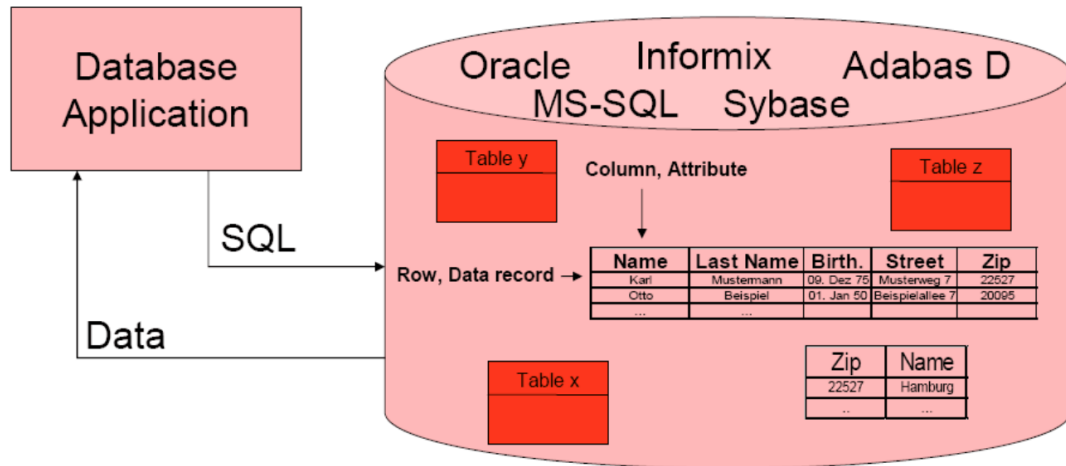 Database
Application
Oracle Informix Adabas D
MS-SQL Sybase
Table y
Column, Attribute
Table z
SQL
Row, Data record
Name Last Name Birth. Street Zip
Karl Mustermann 09. Dez 75 Musterweg 7 22527
Otto Beispiel 01. Jan 50 Beispielallee 7 20095
... ...
Data
Table x
Zip Name
22527 Hamburg
.. ...